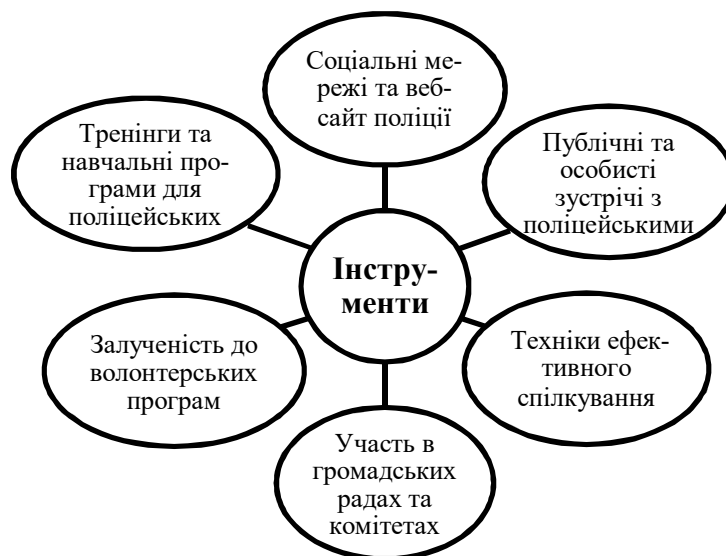 Соціальні ме-
режі та веб-
сайт поліції
Тренінги та
навчальні про-
грами для
поліцейських
Публічні та
особисті
зустрічі з
поліцейськими
Інстру-
менти
Залученість до
волонтерських
програм
Техніки ефек-
тивного
спілкування
Участь в
громадських
радах та
комітетах